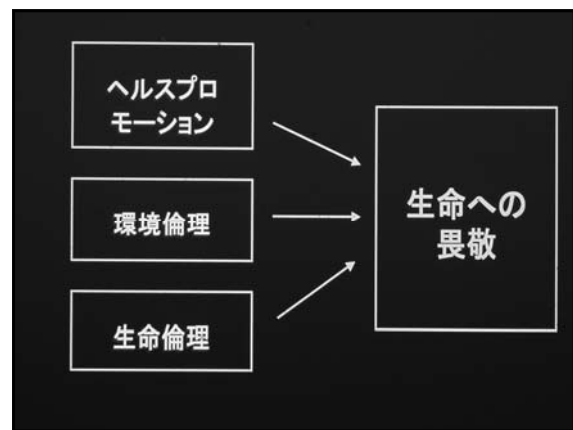 ヘルスプロ
モーション
環境倫理
生命倫理
生命への
畏敬